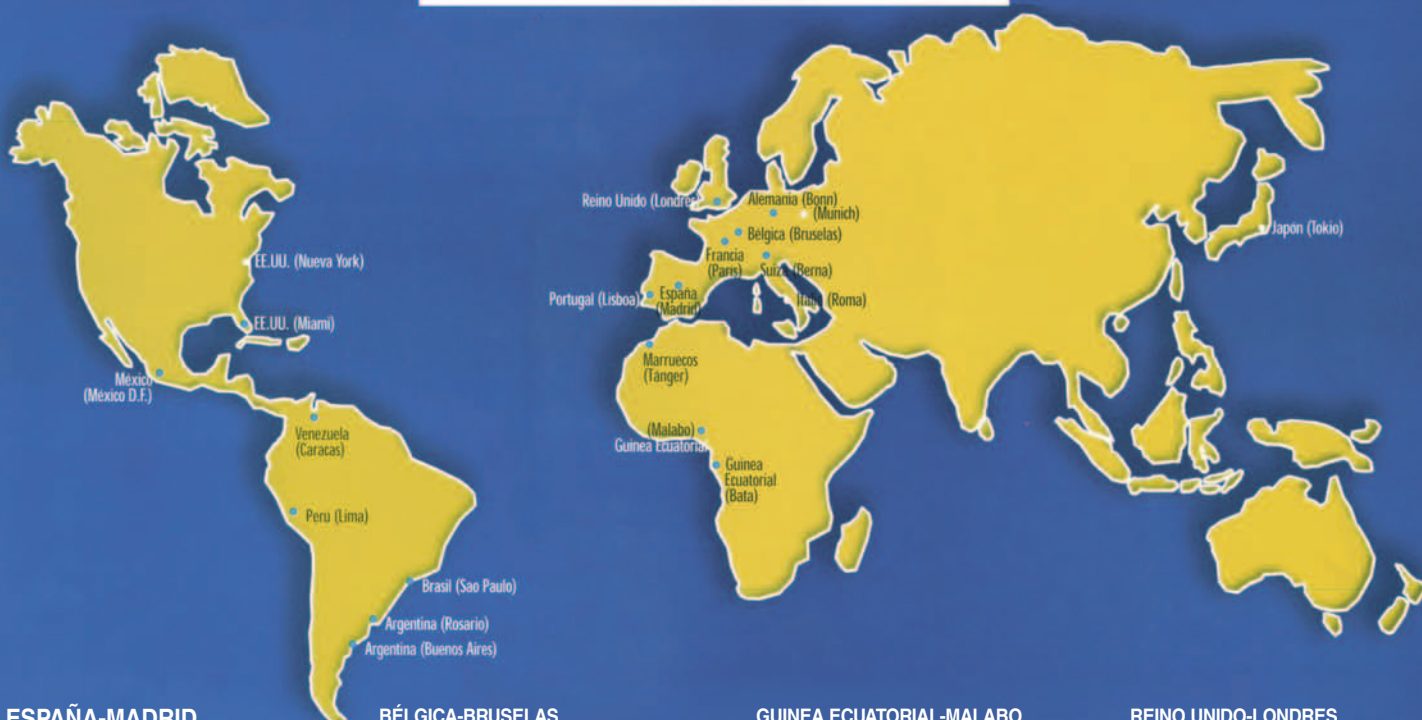 Reino Unido (Londres)
Alemania (Bonn)
(Munich)
Bélgica (Bruselas)
Francia
(París)
Suiza (Berna)
Japón (Tokio)
EE.UU. (Nueva York)
Portugal (Lisboa)
España
(Madrid)
Italia (Roma)
EE.UU. (Miami)
Marruecos
(Tánger)
México
(México D.F.)
Venezuela
(Caracas)
(Malabo)
Guinea Ecuatorial
Guinea
Ecuatorial
(Bata)
Peru (Lima)
Brasil (Sao Paulo)
Argentina (Rosario)
Argentina (Buenos Aires)
ESPAÑA-MADRID
BÉLGICA-BRUSELAS
GUINEA ECUATORIAL-MALABO
REINO UNIDO-LONDRES